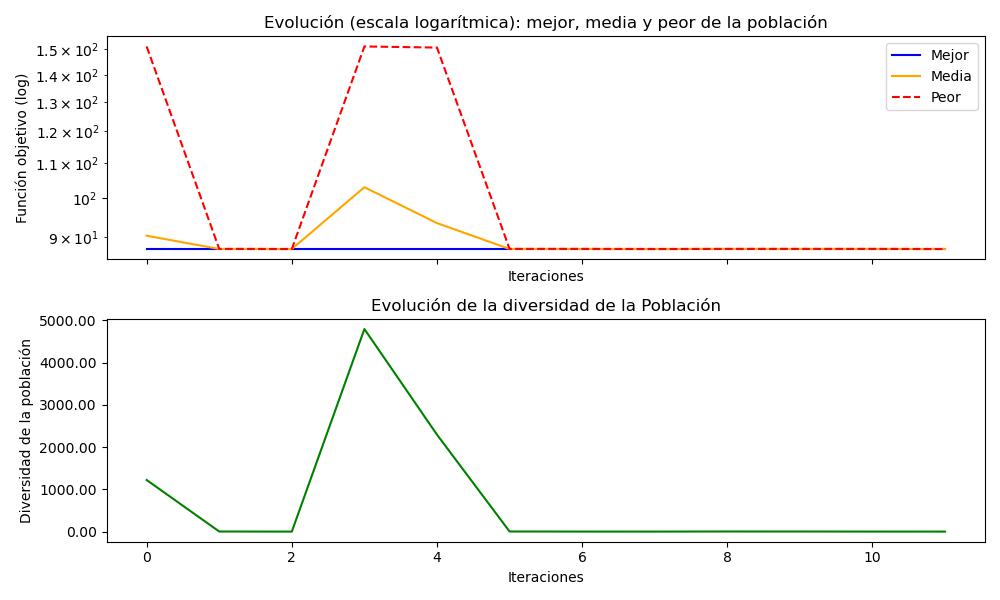 Evolución (escala logarítmica): mejor, media y peor de la población
Función objetivo (log)
1.5 × 10²
1.4 × 10²
1.3 × 10²
1.2 × 10²
1.1 × 10²
10²
9 × 10¹
Mejor
Media
Peor
Iteraciones
Evolución de la diversidad de la Población
Diversidad de la población
5000.00
4000.00
3000.00
2000.00
1000.00
0.00
0 2 4 6 8 10
Iteraciones